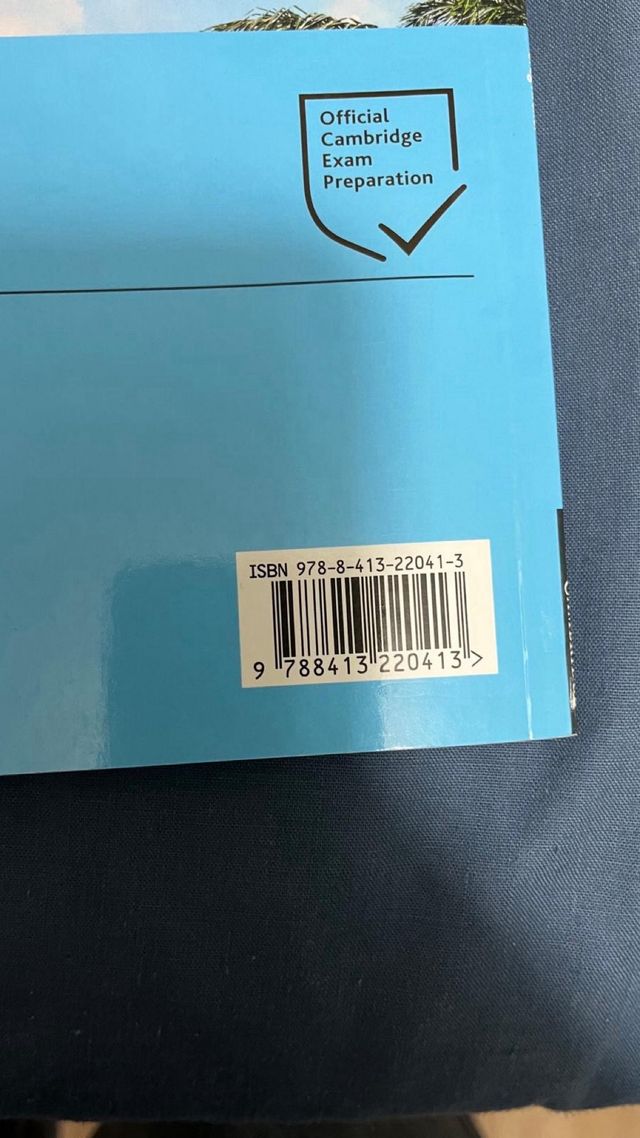 Official
Cambridge
Exam
Preparation
ISBN 978-8-413-22041-3
9 788413 220413 >